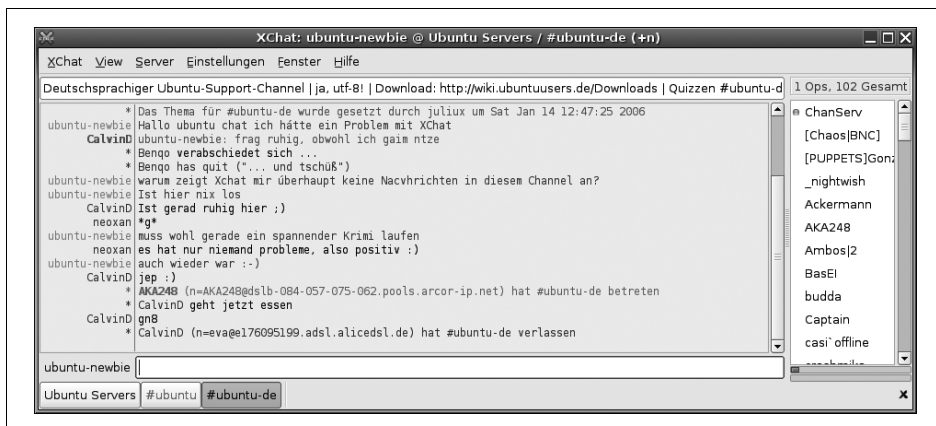 XChat: ubuntu-newbie @ Ubuntu Servers / #ubuntu-de (+n)
XChat View Server Einstellungen Fenster Hilfe
Deutschsprachiger Ubuntu-Support-Channel | ja, utf-8! | Download: http://wiki.ubuntuusers.de/Downloads | Quizzen #ubuntu-d 1 Ops, 102 Gesamt
* Das Thema für #ubuntu-de wurde gesetzt durch juliux um Sat Jan 14 12:47:25 2006
ubuntu-newbie Hallo ubuntu chat ich hátte ein Problem mit XChat
CalvinD ubuntu-newbie: frag ruhig, obwohl ich gaim ntze
* Benqo verabschiedet sich ...
* Benqo has quit ("... und tschüß")
ubuntu-newbie warum zeigt Xchat mir úberhaupt keine Nacvhrichten in diesem Channel an?
ubuntu-newbie Ist hier nix los
CalvinD Ist gerad ruhig hier ;)
neoxan *g*
ubuntu-newbie muss wohl gerade ein spannender Krimi laufen
neoxan es hat nur niemand probleme, also positiv :)
ubuntu-newbie auch wieder war :-)
CalvinD jep :)
* AKA248 (n=AKA248@dslb-084-057-075-062.pools.arcor-ip.net) hat #ubuntu-de betreten
* CalvinD geht jetzt essen
CalvinD gn8
* CalvinD (n=eva@e176095199.adsl.alicedsl.de) hat #ubuntu-de verlassen
ChanServ
[Chaos|BNC]
[PUPPETS]Gonz
_nightwish
Ackermann
AKA248
Ambos|2
BasEl
budda
Captain
casi`offline
ubuntu-newbie
Ubuntu Servers #ubuntu #ubuntu-de